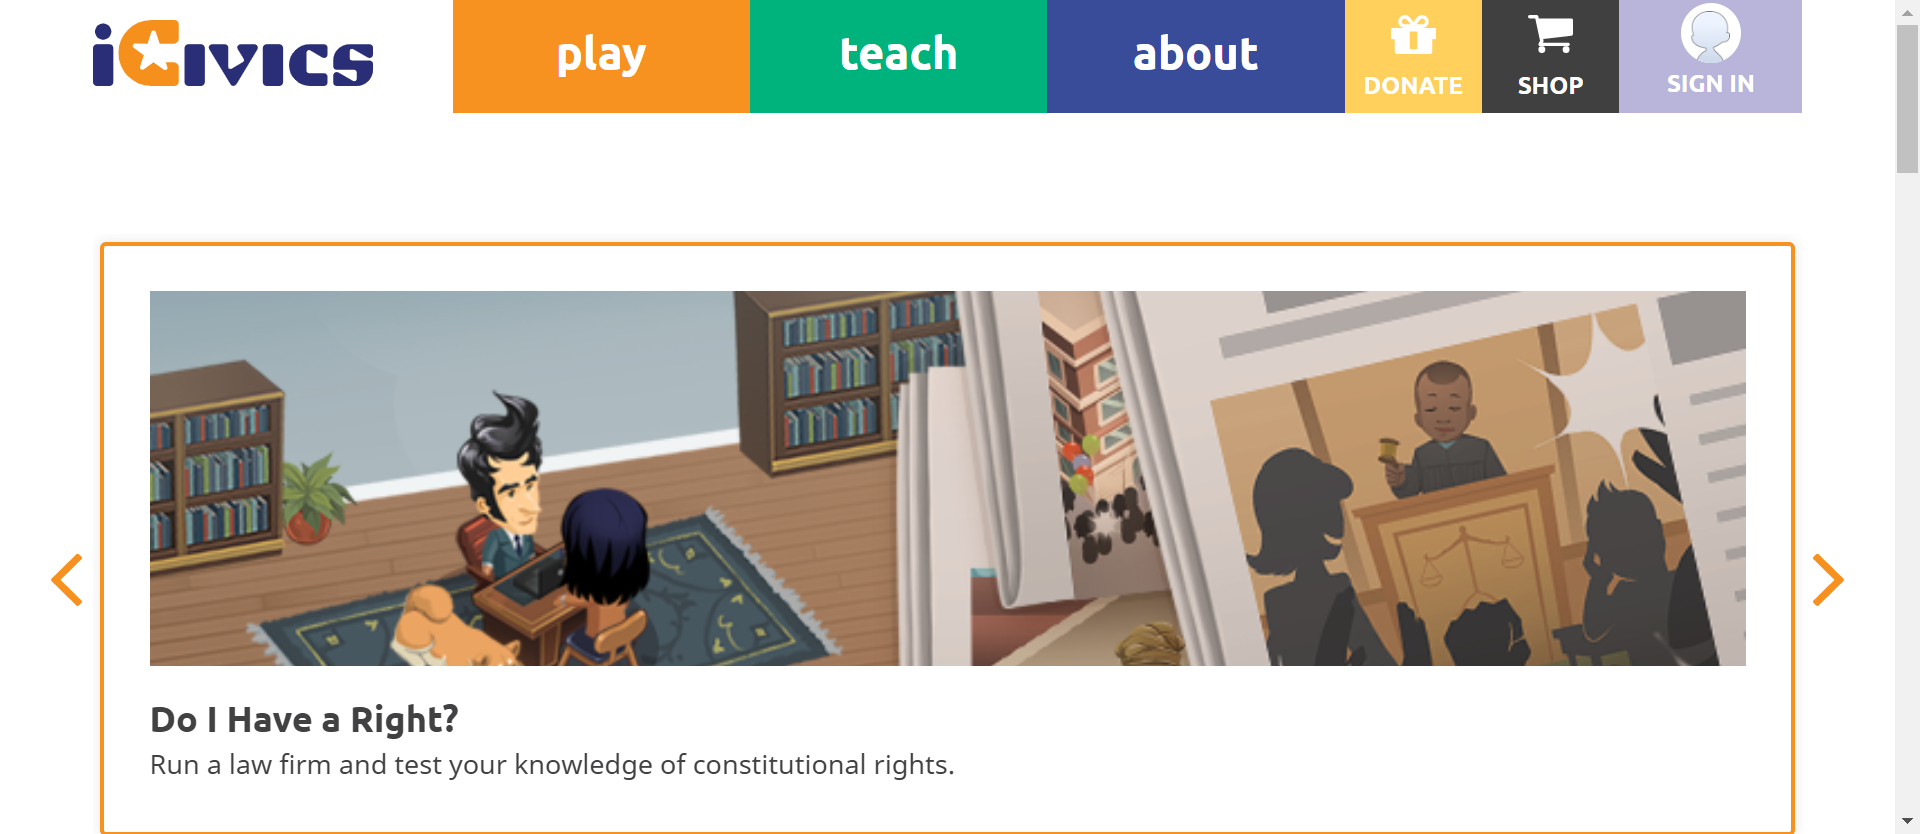 iCivics
play
teach
about
DONATE
SHOP
SIGN IN
Do I Have a Right?
Run a law firm and test your knowledge of constitutional rights.